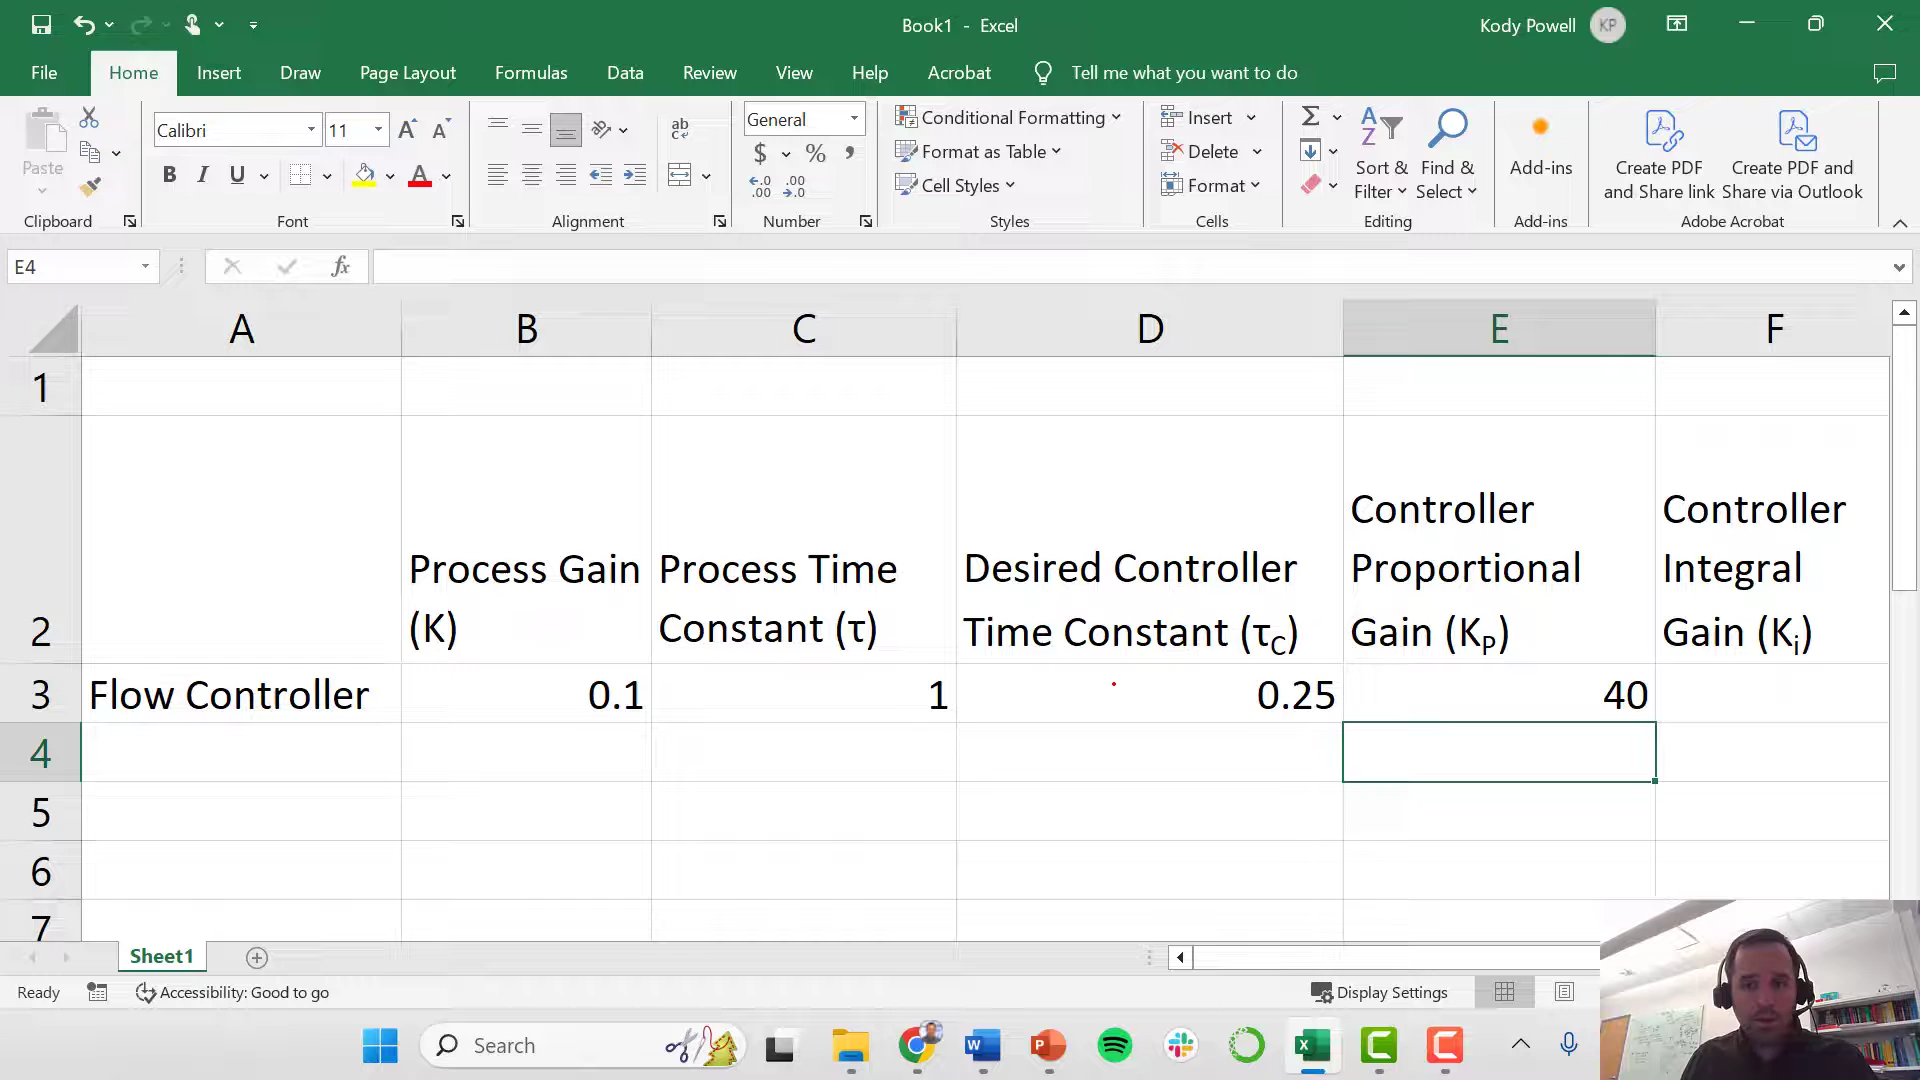 Book1 - Excel
Kody Powell
KP
File
Home
Insert
Draw
Page Layout
Formulas
Data
Review
View
Help
Acrobat
Tell me what you want to do
Paste
Clipboard
Calibri
11
A
A
B
I
U
A
Font
ab
Alignment
General
$
%
Number
Conditional Formatting
Format as Table
Cell Styles
Styles
Insert
Delete
Format
Cells
Sort &
Filter
Find &
Select
Editing
Add-ins
Add-ins
Create PDF
and Share link
Create PDF and
Share via Outlook
Adobe Acrobat
E4
fx
A
B
C
D
E
F
1
2
Process Gain
(K)
Process Time
Constant (τ)
Desired Controller
Time Constant (τC)
Controller
Proportional
Gain (KP)
Controller
Integral
Gain (Ki)
3
Flow Controller
0.1
1
0.25
40
4
5
6
7
Sheet1
Ready
Accessibility: Good to go
Display Settings
Search